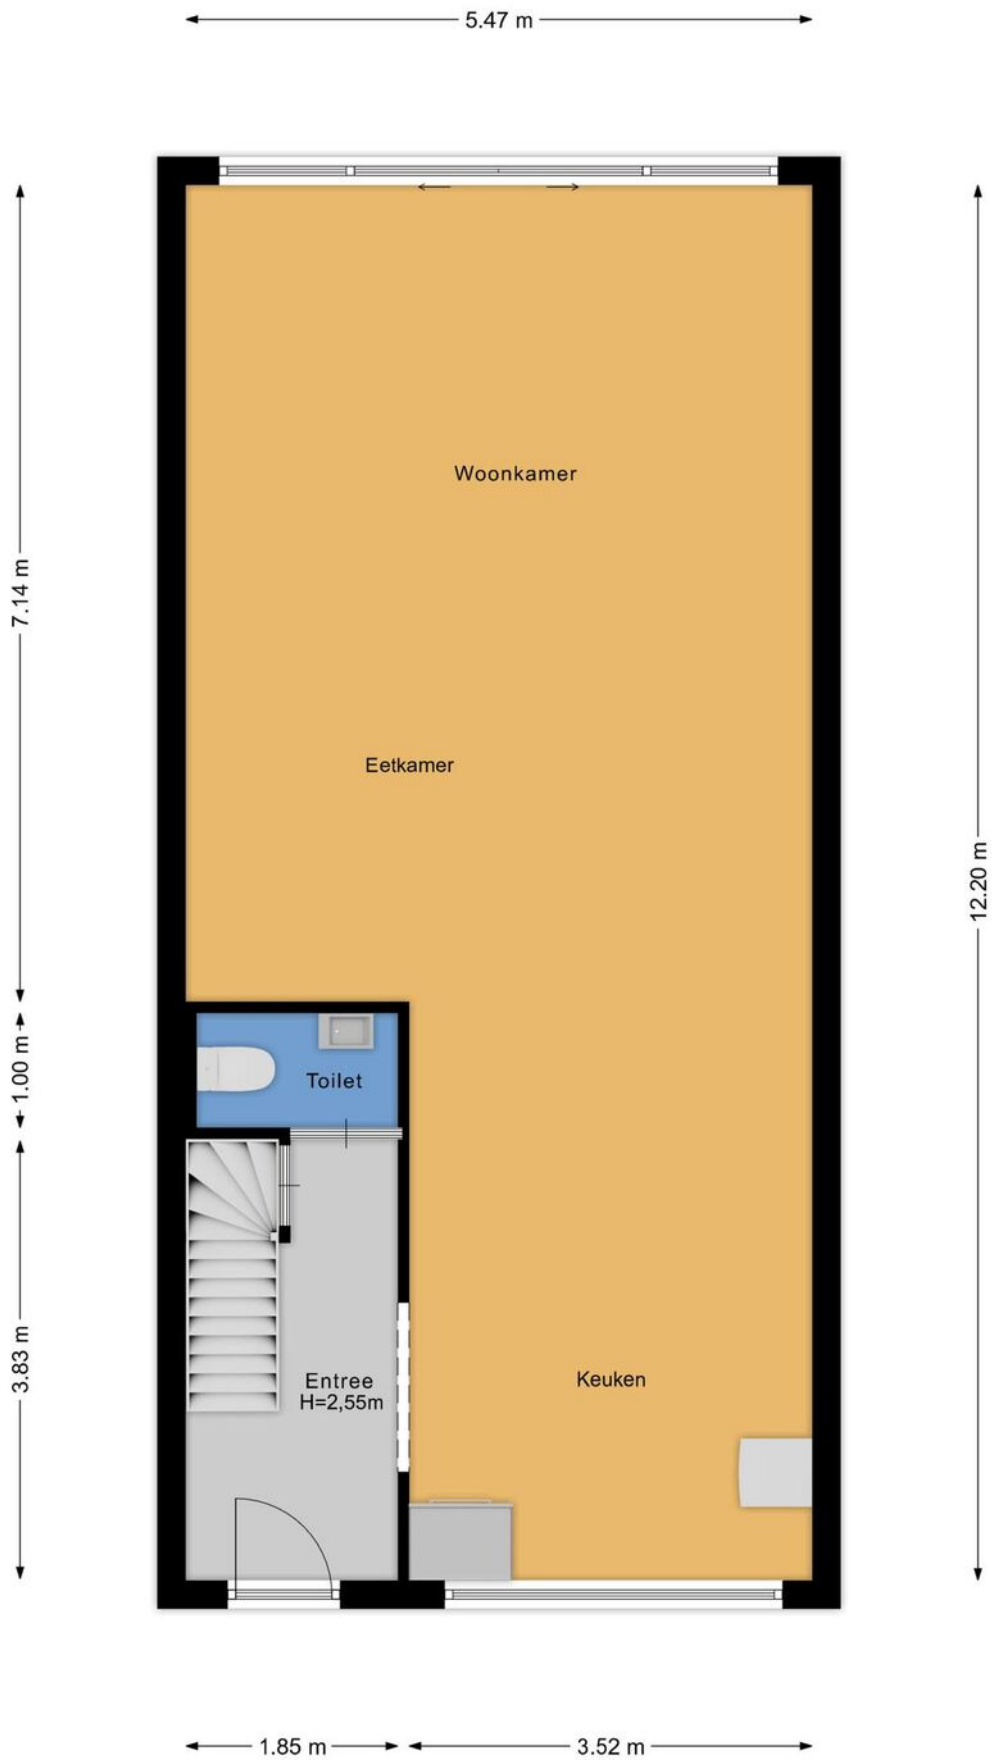 5.47 m
Woonkamer
7.14 m
Eetkamer
12.20 m
1.00 m
Toilet
3.83 m
Entree
H=2,55m
Keuken
1.85 m
3.52 m